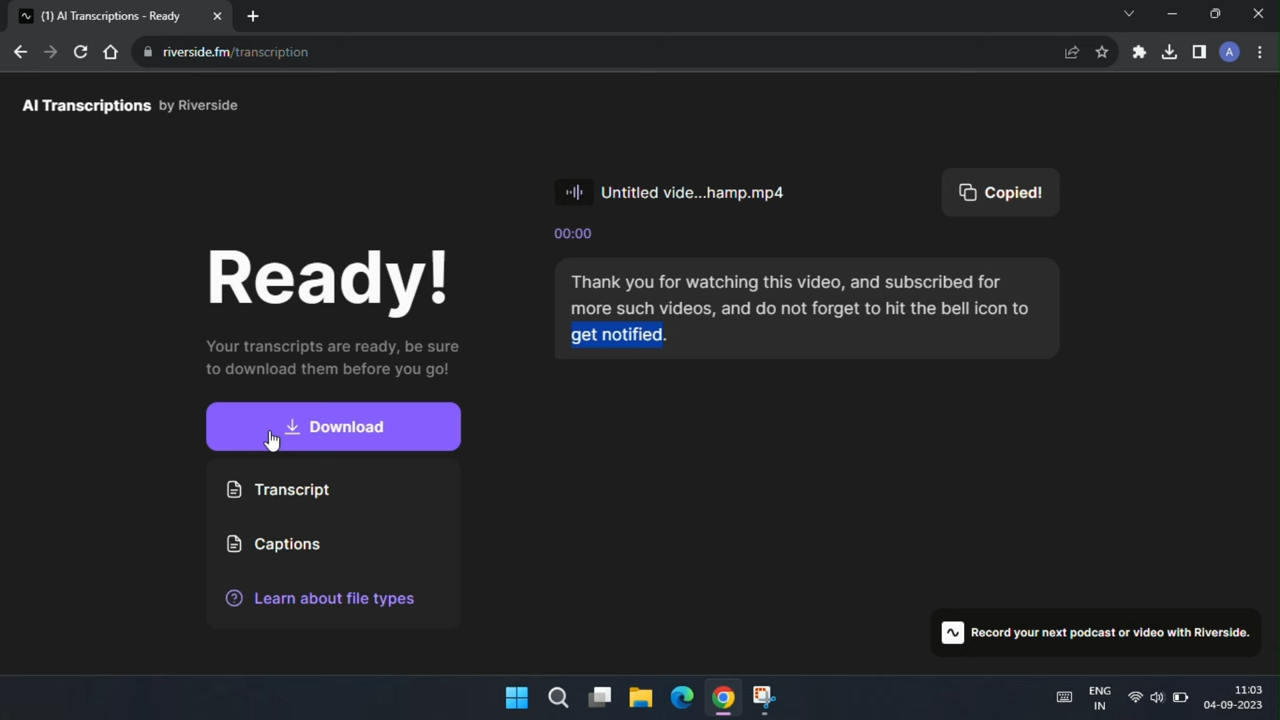 (1) AI Transcriptions - Ready
riverside.fm/transcription
A
AI Transcriptions by Riverside
Untitled vide...hamp.mp4
Copied!
00:00
Thank you for watching this video, and subscribed for
more such videos, and do not forget to hit the bell icon to
get notified.
Ready!
Your transcripts are ready, be sure
to download them before you go!
Download
Transcript
Captions
Learn about file types
Record your next podcast or video with Riverside.
ENG
IN
11:03
04-09-2023